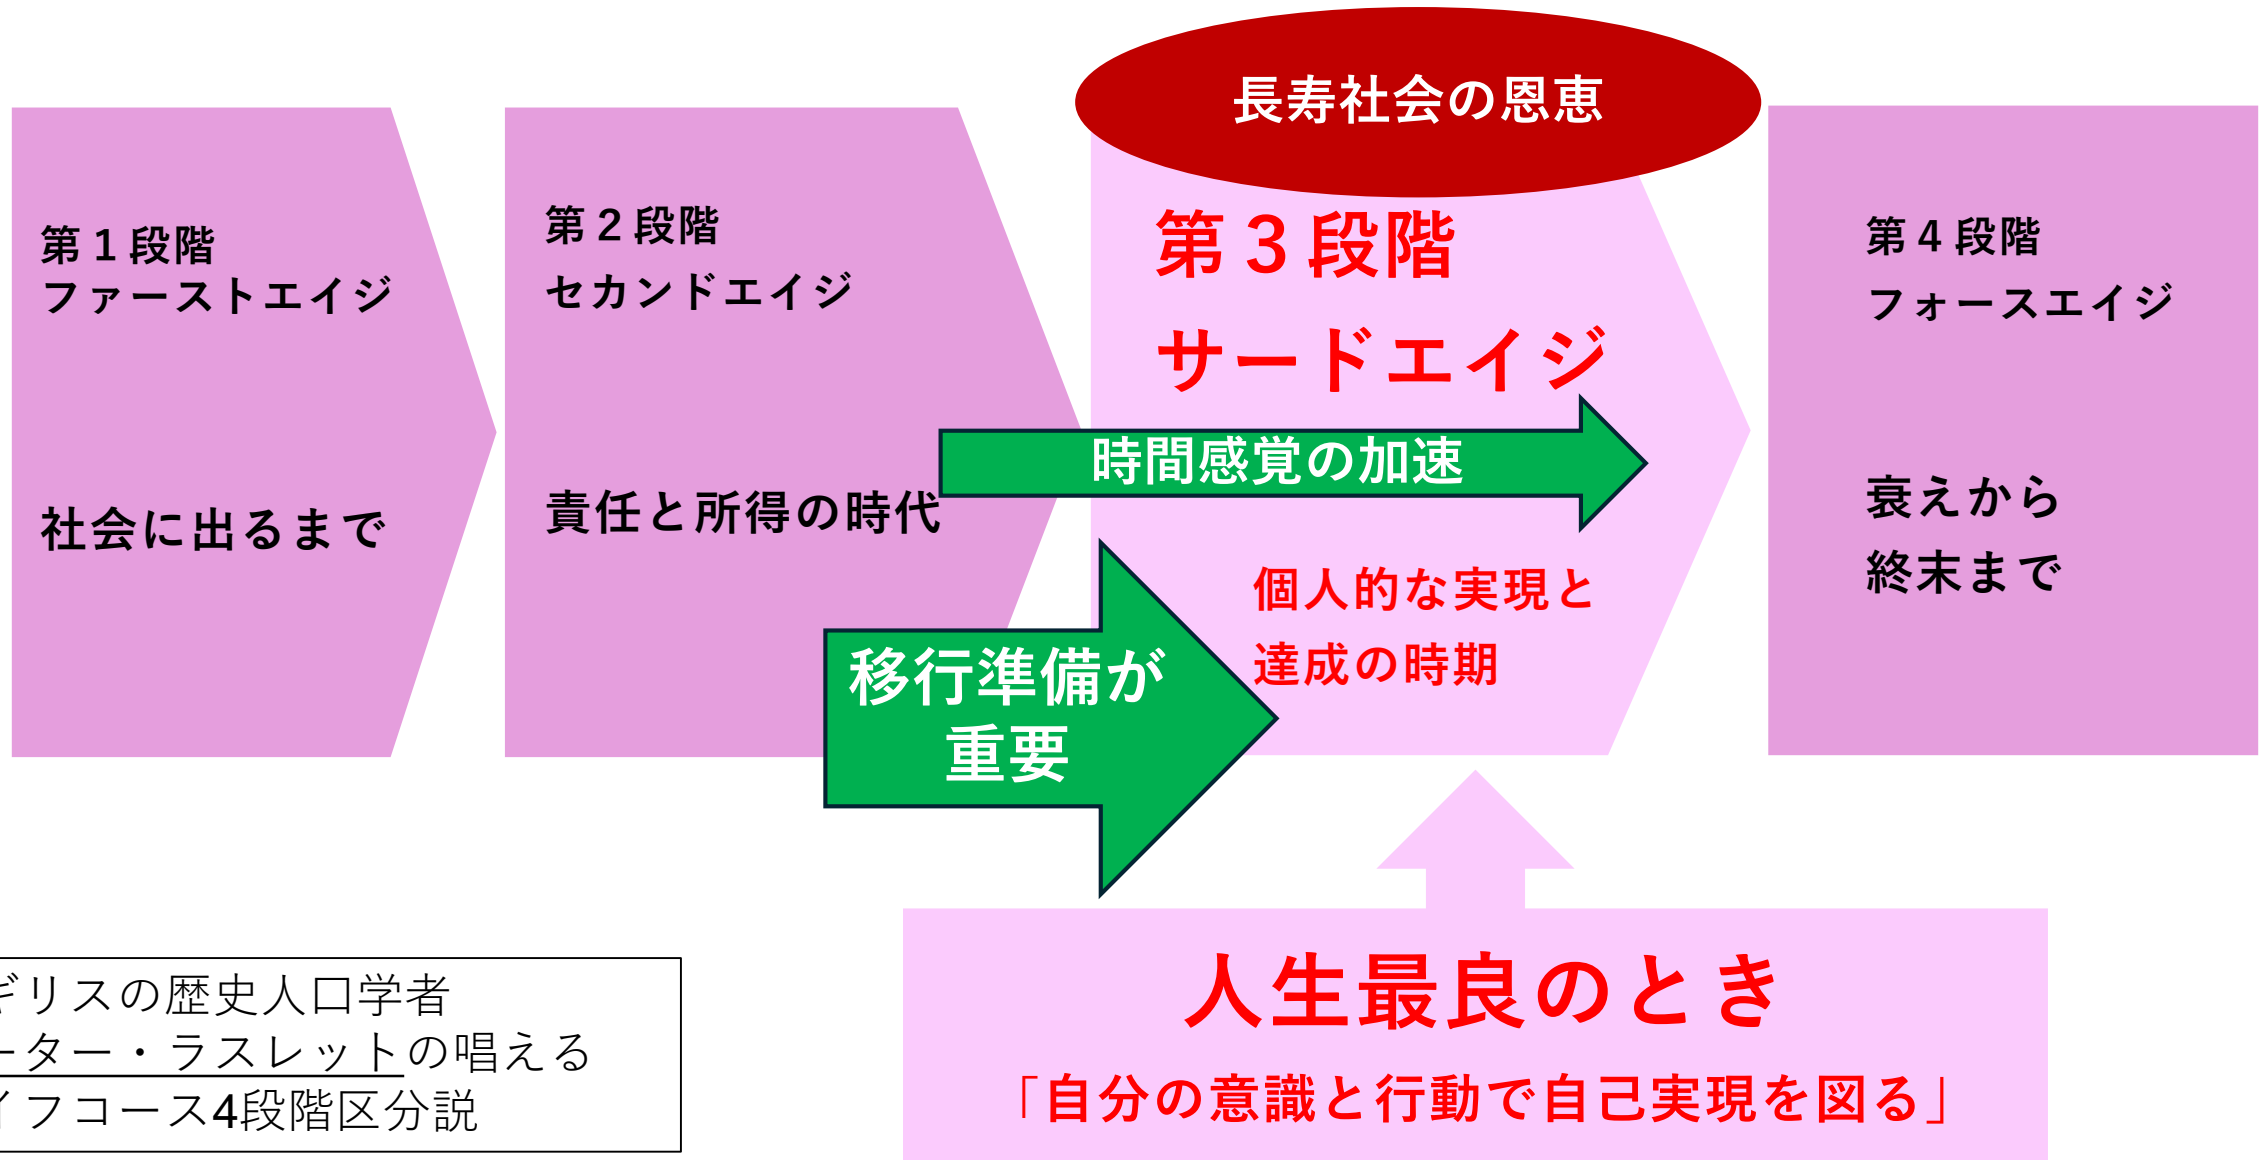 長寿社会の恩恵
第１段階
ファーストエイジ
社会に出るまで
第２段階
セカンドエイジ
責任と所得の時代
第３段階
サードエイジ
時間感覚の加速
個人的な実現と
達成の時期
移行準備が
重要
第４段階
フォースエイジ
衰えから
終末まで
人生最良のとき
「自分の意識と行動で自己実現を図る」
ギリスの歴史人口学者
ーター・ラスレットの唱える
イフコース4段階区分説